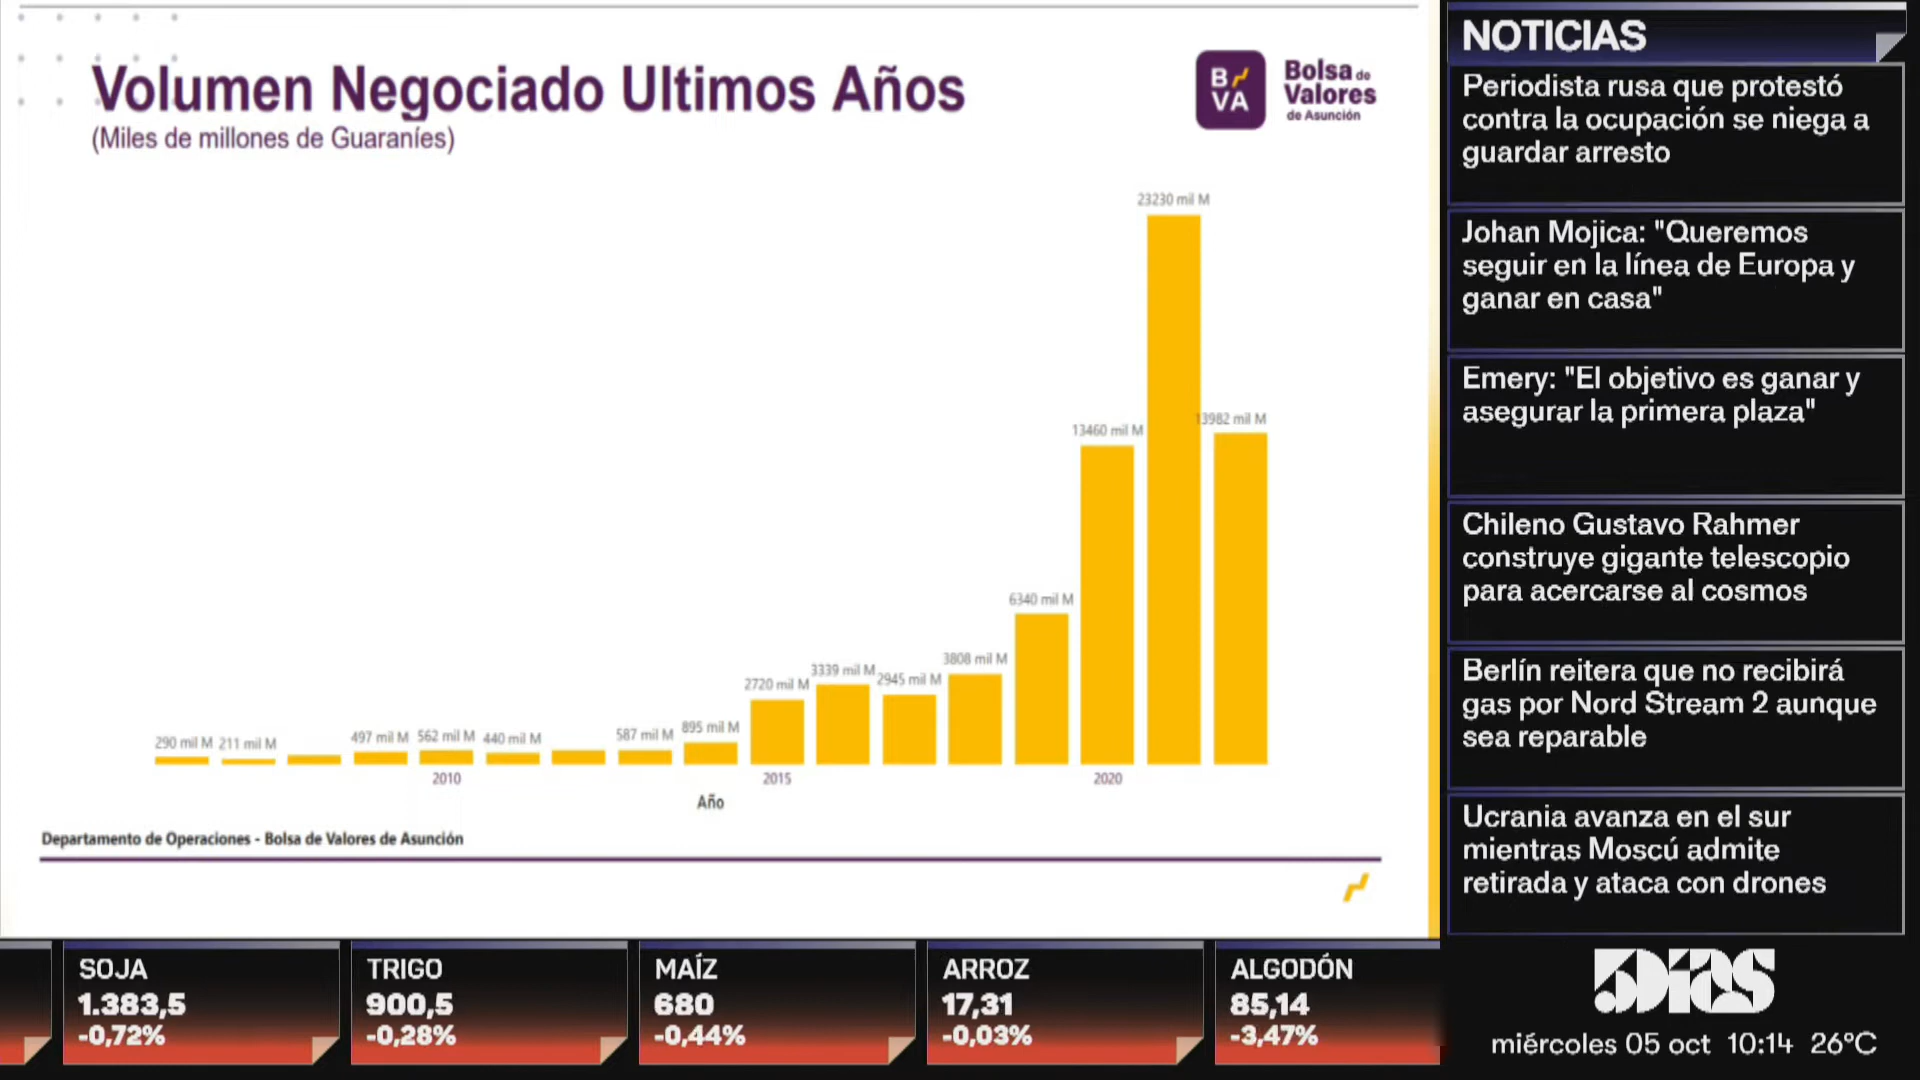 Volumen Negociado Ultimos Años
(Miles de millones de Guaraníes)
B
VA
Bolsa de
Valores
de Asunción
23230 mil M
13982 mil M
13460 mil M
6340 mil M
3808 mil M
3339 mil M
2945 mil M
2720 mil M
895 mil M
587 mil M
290 mil M 211 mil M
497 mil M 562 mil M 440 mil M
2010
2015
2020
Año
Departamento de Operaciones - Bolsa de Valores de Asunción
NOTICIAS
Periodista rusa que protestó
contra la ocupación se niega a
guardar arresto
Johan Mojica: "Queremos
seguir en la línea de Europa y
ganar en casa"
Emery: "El objetivo es ganar y
asegurar la primera plaza"
Chileno Gustavo Rahmer
construye gigante telescopio
para acercarse al cosmos
Berlín reitera que no recibirá
gas por Nord Stream 2 aunque
sea reparable
Ucrania avanza en el sur
mientras Moscú admite
retirada y ataca con drones
SOJA
1.383,5
-0,72%
TRIGO
900,5
-0,28%
MAÍZ
680
-0,44%
ARROZ
17,31
-0,03%
ALGODÓN
85,14
-3,47%
5DÍAS
miércoles 05 oct 10:14 26°C